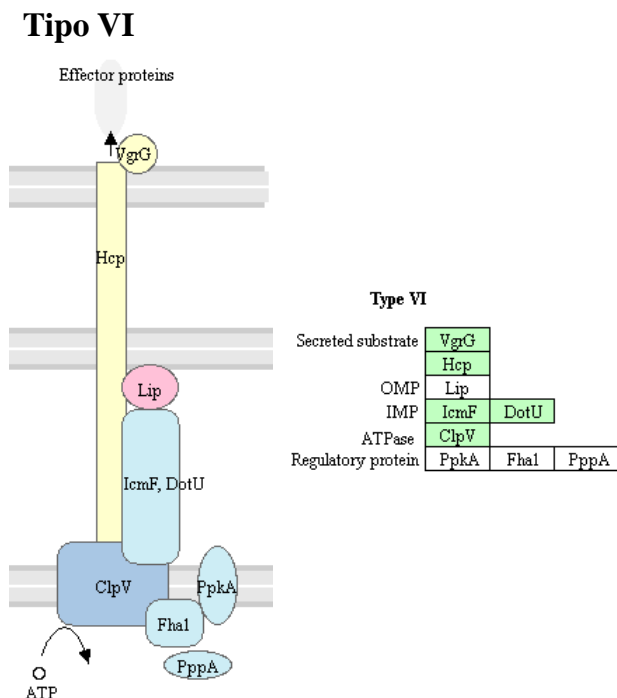 Tipo VI
Effector proteins
VgrG
Hcp
Lip
IcmF, DotU
ClpV
PpkA
Fha1
PppA
ATP
Type VI
Secreted substrate VgrG
Hcp
OMP Lip
IMP IcmF DotU
ATPase ClpV
Regulatory protein PpkA Fha1 PppA